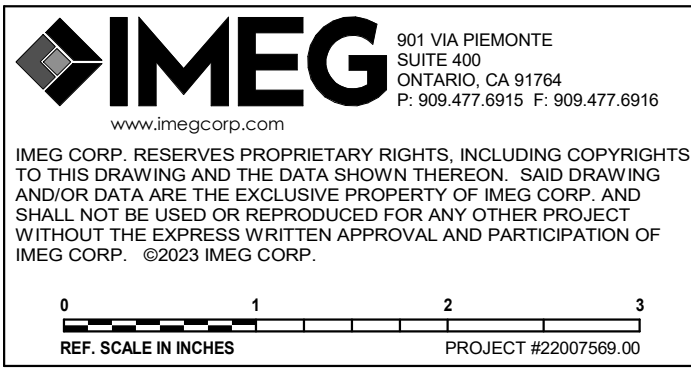 IMEG
901 VIA PIEMONTE
SUITE 400
ONTARIO, CA 91764
P: 909.477.6915 F: 909.477.6916
www.imegcorp.com
IMEG CORP. RESERVES PROPRIETARY RIGHTS, INCLUDING COPYRIGHTS
TO THIS DRAWING AND THE DATA SHOWN THEREON. SAID DRAWING
AND/OR DATA ARE THE EXCLUSIVE PROPERTY OF IMEG CORP. AND
SHALL NOT BE USED OR REPRODUCED FOR ANY OTHER PROJECT
WITHOUT THE EXPRESS WRITTEN APPROVAL AND PARTICIPATION OF
IMEG CORP. ©2023 IMEG CORP.
0 1 2 3
REF. SCALE IN INCHES PROJECT #22007569.00